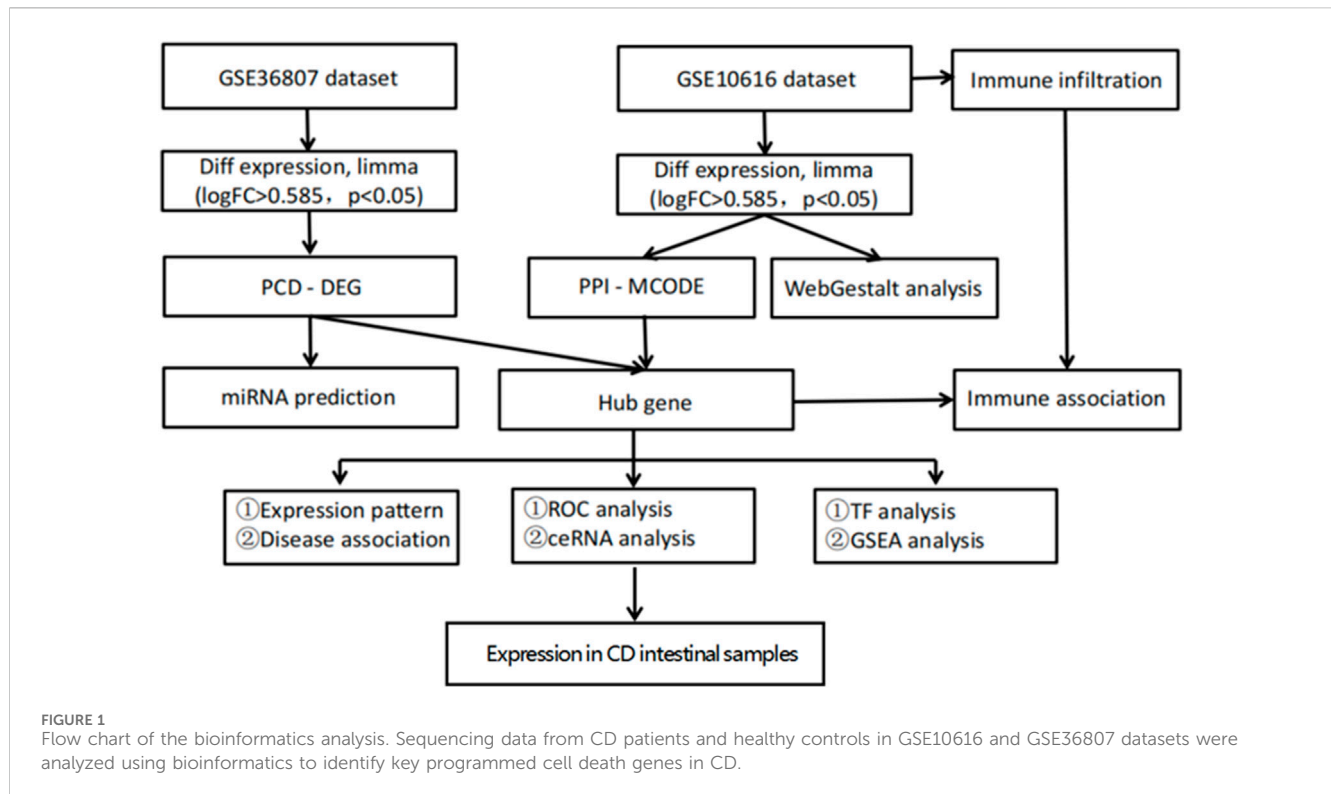 GSE36807 dataset
GSE10616 dataset
Immune infiltration
Diff expression, limma
(logFC>0.585，p<0.05)
Diff expression, limma
(logFC>0.585，p<0.05)
PCD - DEG
PPI - MCODE
WebGestalt analysis
miRNA prediction
Hub gene
Immune association
①Expression pattern
②Disease association
①ROC analysis
②ceRNA analysis
①TF analysis
②GSEA analysis
Expression in CD intestinal samples
FIGURE 1
Flow chart of the bioinformatics analysis. Sequencing data from CD patients and healthy controls in GSE10616 and GSE36807 datasets were
analyzed using bioinformatics to identify key programmed cell death genes in CD.